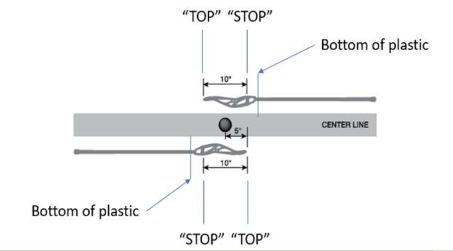 “TOP” “STOP”
Bottom of plastic
10"
CENTER LINE
5"
10"
Bottom of plastic
“STOP” “TOP”